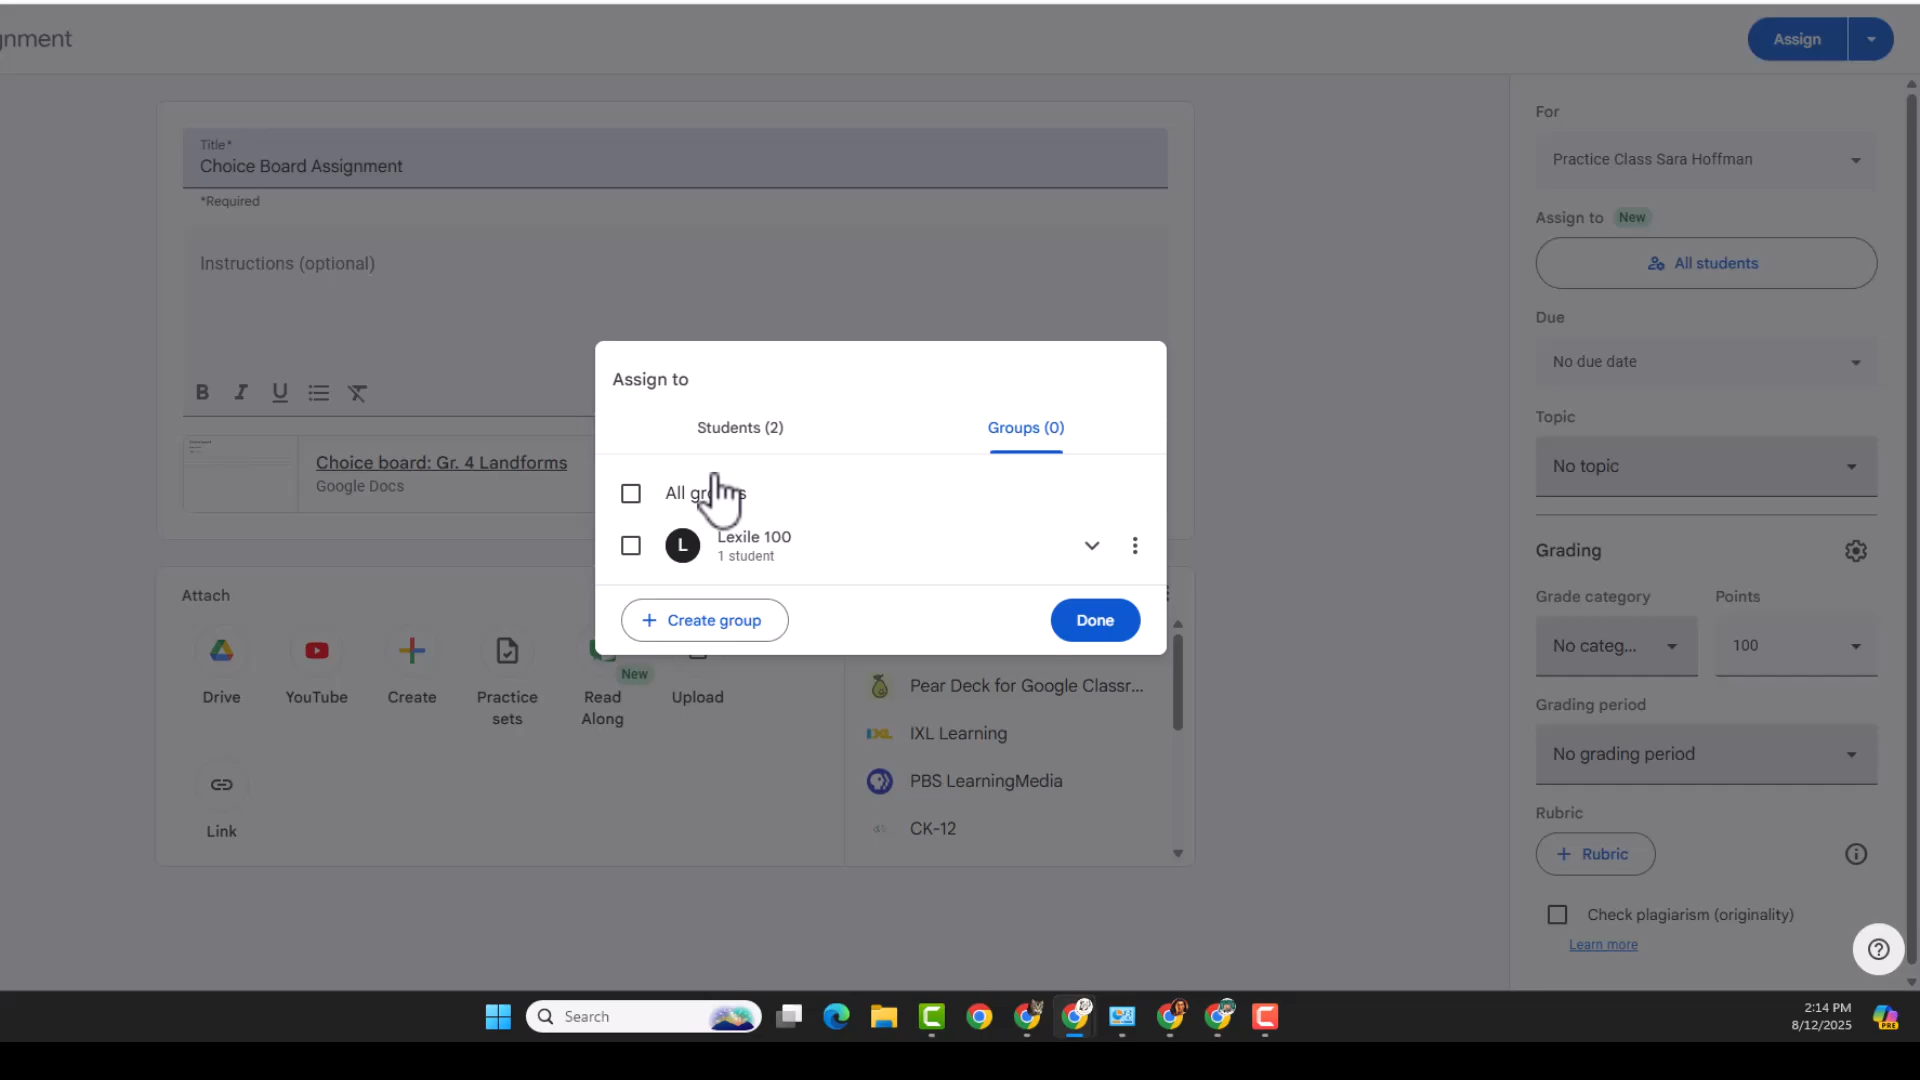 gnment
Assign
Title*
Choice Board Assignment
*Required
Instructions (optional)
B I U
Choice board: Gr. 4 Landforms
Google Docs
Assign to
Students (2)
Groups (0)
All groups
L
Lexile 100
1 student
+ Create group
Done
Attach
Drive
YouTube
Create
Practice
sets
New
Read
Along
Upload
Link
Pear Deck for Google Classr...
IXL Learning
PBS LearningMedia
CK-12
For
Practice Class Sara Hoffman
Assign to New
All students
Due
No due date
Topic
No topic
Grading
Grade category
Points
No categ...
100
Grading period
No grading period
Rubric
+ Rubric
Check plagiarism (originality)
Learn more
Search
2:14 PM
8/12/2025
PRE